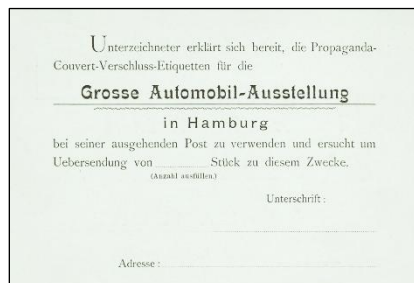 Unterzeichneter erklärt sich bereit, die Propaganda-
Couvert-Verschluss-Etiquetten für die
Grosse Automobil-Ausstellung
in Hamburg
bei seiner ausgehenden Post zu verwenden und ersucht um
Uebersendung von Stück zu diesem Zwecke.
(Anzahl ausfüllen.)
Unterschrift :
Adresse :